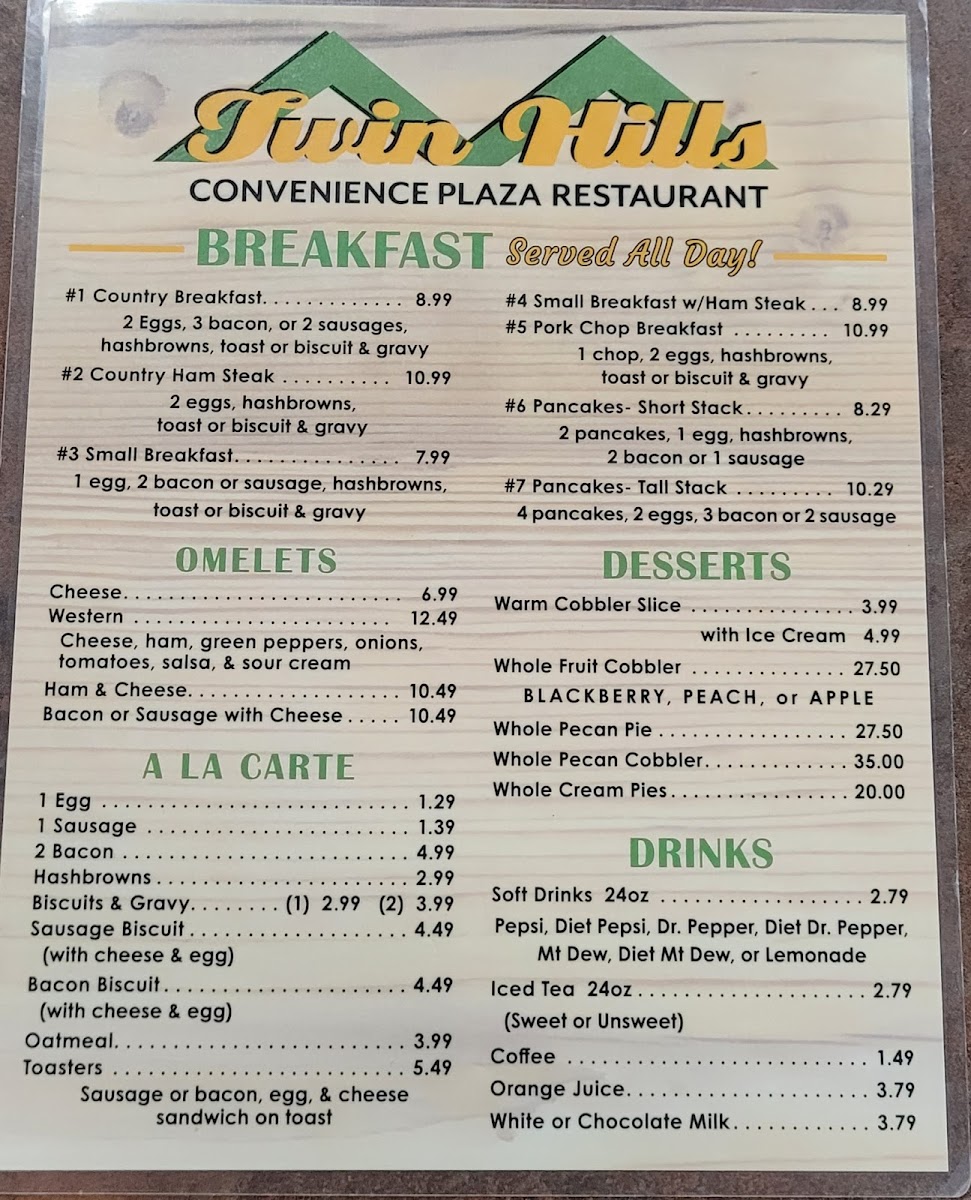 Twin Hills
CONVENIENCE PLAZA RESTAURANT
BREAKFAST Served All Day!
#1 Country Breakfast............. 8.99
2 Eggs, 3 bacon, or 2 sausages,
hashbrowns, toast or biscuit & gravy
#2 Country Ham Steak .......... 10.99
2 eggs, hashbrowns,
toast or biscuit & gravy
#3 Small Breakfast................ 7.99
1 egg, 2 bacon or sausage, hashbrowns,
toast or biscuit & gravy
#4 Small Breakfast w/Ham Steak ... 8.99
#5 Pork Chop Breakfast ......... 10.99
1 chop, 2 eggs, hashbrowns,
toast or biscuit & gravy
#6 Pancakes- Short Stack......... 8.29
2 pancakes, 1 egg, hashbrowns,
2 bacon or 1 sausage
#7 Pancakes- Tall Stack ......... 10.29
4 pancakes, 2 eggs, 3 bacon or 2 sausage
OMELETS
Cheese.......................... 6.99
Western ........................ 12.49
Cheese, ham, green peppers, onions,
tomatoes, salsa, & sour cream
Ham & Cheese.................... 10.49
Bacon or Sausage with Cheese ..... 10.49
A LA CARTE
1 Egg ............................ 1.29
1 Sausage ........................ 1.39
2 Bacon .......................... 4.99
Hashbrowns....................... 2.99
Biscuits & Gravy........ (1) 2.99 (2) 3.99
Sausage Biscuit.................... 4.49
(with cheese & egg)
Bacon Biscuit...................... 4.49
(with cheese & egg)
Oatmeal........................... 3.99
Toasters .......................... 5.49
Sausage or bacon, egg, & cheese
sandwich on toast
DESSERTS
Warm Cobbler Slice ............... 3.99
with Ice Cream 4.99
Whole Fruit Cobbler .............. 27.50
BLACKBERRY, PEACH, or APPLE
Whole Pecan Pie ................. 27.50
Whole Pecan Cobbler............. 35.00
Whole Cream Pies................ 20.00
DRINKS
Soft Drinks 24oz .................. 2.79
Pepsi, Diet Pepsi, Dr. Pepper, Diet Dr. Pepper,
Mt Dew, Diet Mt Dew, or Lemonade
Iced Tea 24oz..................... 2.79
(Sweet or Unsweet)
Coffee ........................... 1.49
Orange Juice...................... 3.79
White or Chocolate Milk............ 3.79